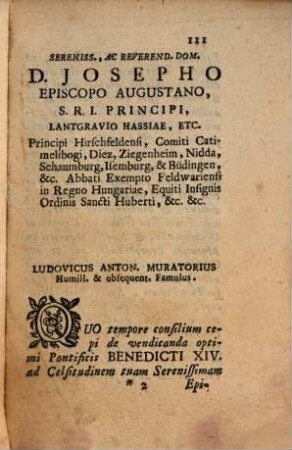 III
SERENISS., AC REVEREND. DOM.
D. JOSEPHO
EPISCOPO AUGUSTANO,
S. R. I. PRINCIPI,
LANTGRAVIO HASSIAE, ETC.
Principi Hirschfeldensi, Comiti Cati-
melibogi, Diez, Ziegenheim, Nidda,
Schaumburg, Isemburg, & Büdingen,
&c. Abbati Exempto Feldwariensi
in Regno Hungariae, Equiti Insignis
Ordinis Sancti Huberti, &c. &c.
LUDOVICUS ANTON. MURATORIUS
Humill. & obsequent. Famulus.
QUO tempore consilium ce-
pi de vendicanda opti-
mi Pontificis BENEDICTI XIV.
ad Celsitudinem tuam Serenissimam
* 2 Epi-